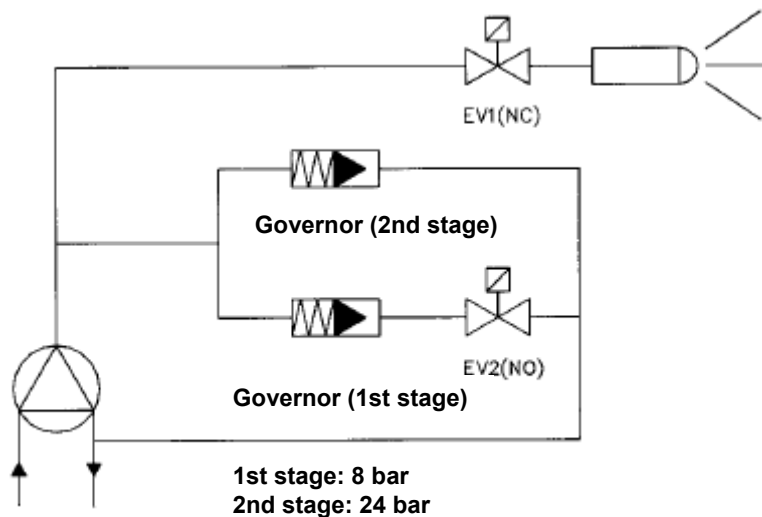 EV1(NC)
Governor (2nd stage)
EV2(NO)
Governor (1st stage)
1st stage: 8 bar
2nd stage: 24 bar